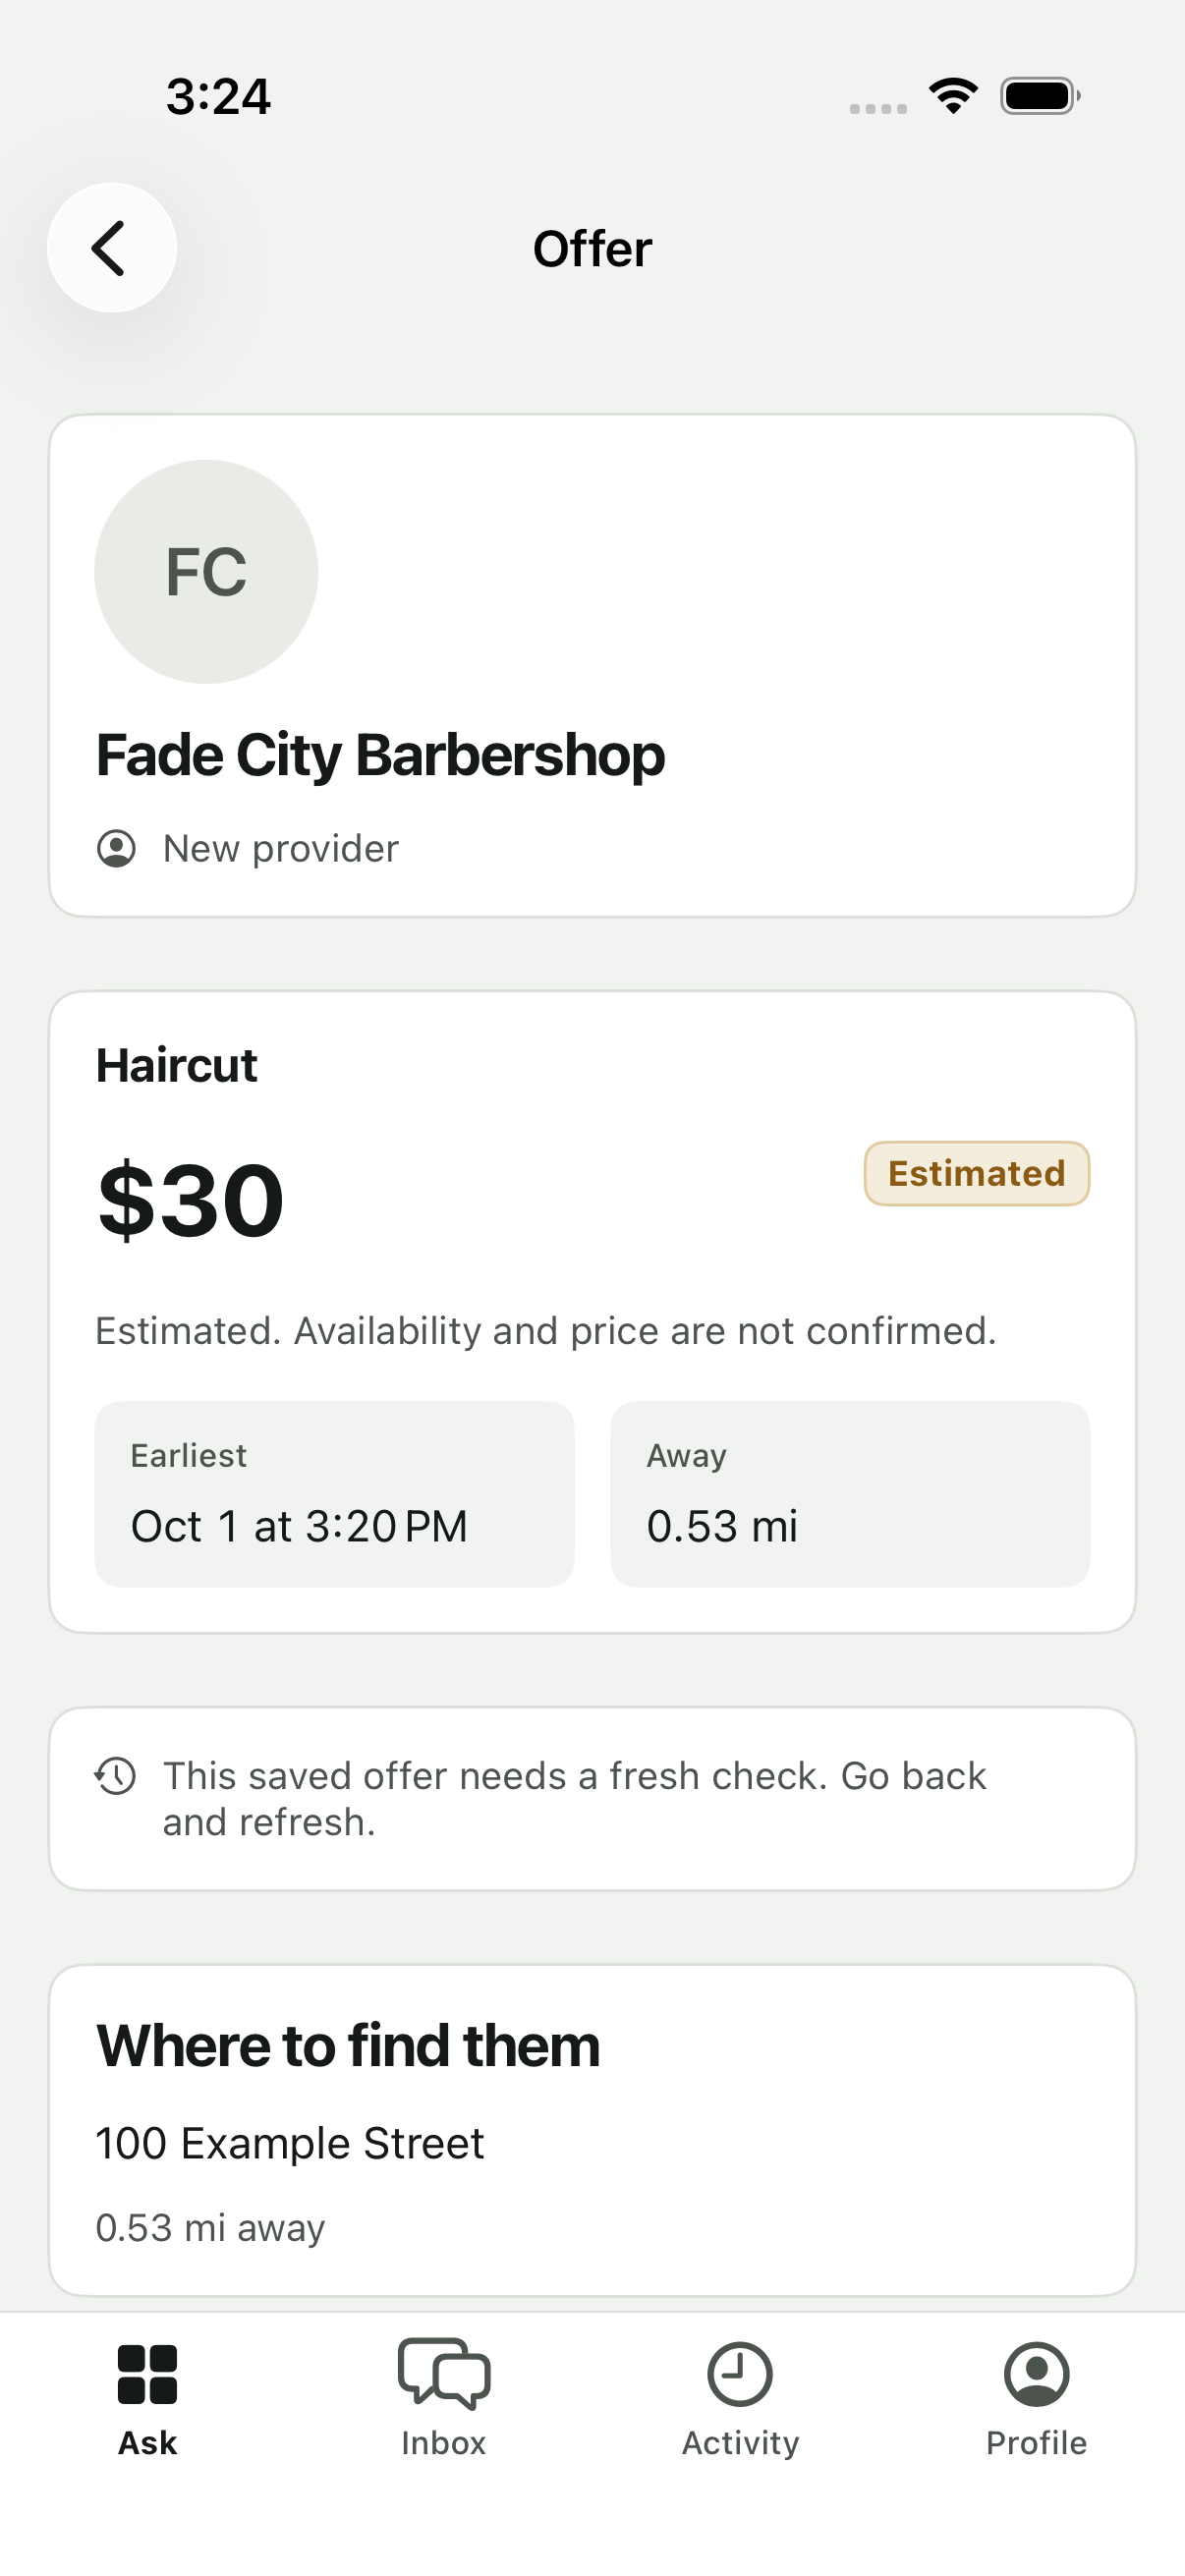 3:24
Offer
FC
Fade City Barbershop
New provider
Haircut
$30
Estimated
Estimated. Availability and price are not confirmed.
Earliest
Oct 1 at 3:20 PM
Away
0.53 mi
This saved offer needs a fresh check. Go back
and refresh.
Where to find them
100 Example Street
0.53 mi away
Ask
Inbox
Activity
Profile